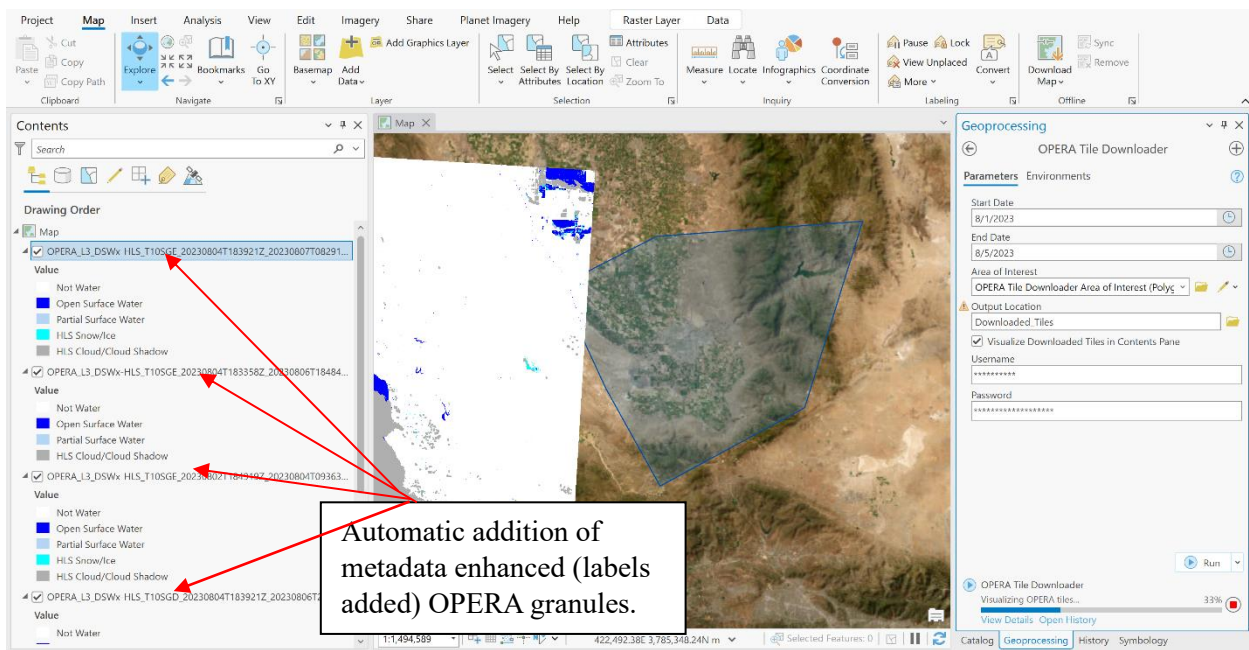 Project Map Insert Analysis View Edit Imagery Share Planet Imagery Help Raster Layer Data
Paste
Cut
Copy
Copy Path
Clipboard
Explore
Bookmarks
Go To XY
Navigate
Basemap
Add Data
Add Graphics Layer
Layer
Select
Select By Attributes
Select By Location
Attributes
Clear
Zoom To
Selection
Measure
Locate
Infographics
Coordinate Conversion
Inquiry
Pause
Lock
View Unplaced
More
Convert
Labeling
Download Map
Sync
Remove
Offline
Contents
Search
Drawing Order
Map
OPERA_L3_DSWx HLS_T10SGE_20230804T183921Z_20230807T08291...
Value
Not Water
Open Surface Water
Partial Surface Water
HLS Snow/Ice
HLS Cloud/Cloud Shadow
OPERA_L3_DSWx-HLS_T10SGE_20230804T183358Z_20230806T18484...
Value
Not Water
Open Surface Water
Partial Surface Water
HLS Cloud/Cloud Shadow
OPERA_L3_DSWx HLS_T10SGE_20230802T184919Z_20230804T09363...
Value
Not Water
Open Surface Water
Partial Surface Water
HLS Snow/Ice
HLS Cloud/Cloud Shadow
OPERA_L3_DSWx HLS_T10SGD_20230804T183921Z_20230806T2
Value
Not Water
Map
Automatic addition of
metadata enhanced (labels
added) OPERA granules.
1:1,494,589
422,492.38E 3,785,348.24N m
Selected Features: 0
Geoprocessing
OPERA Tile Downloader
Parameters Environments
Start Date
8/1/2023
End Date
8/5/2023
Area of Interest
OPERA Tile Downloader Area of Interest (Polyg
Output Location
Downloaded_Tiles
Visualize Downloaded Tiles in Contents Pane
Username
**********
Password
*******************
Run
OPERA Tile Downloader
Visualizing OPERA tiles...
33%
View Details Open History
Catalog Geoprocessing History Symbology